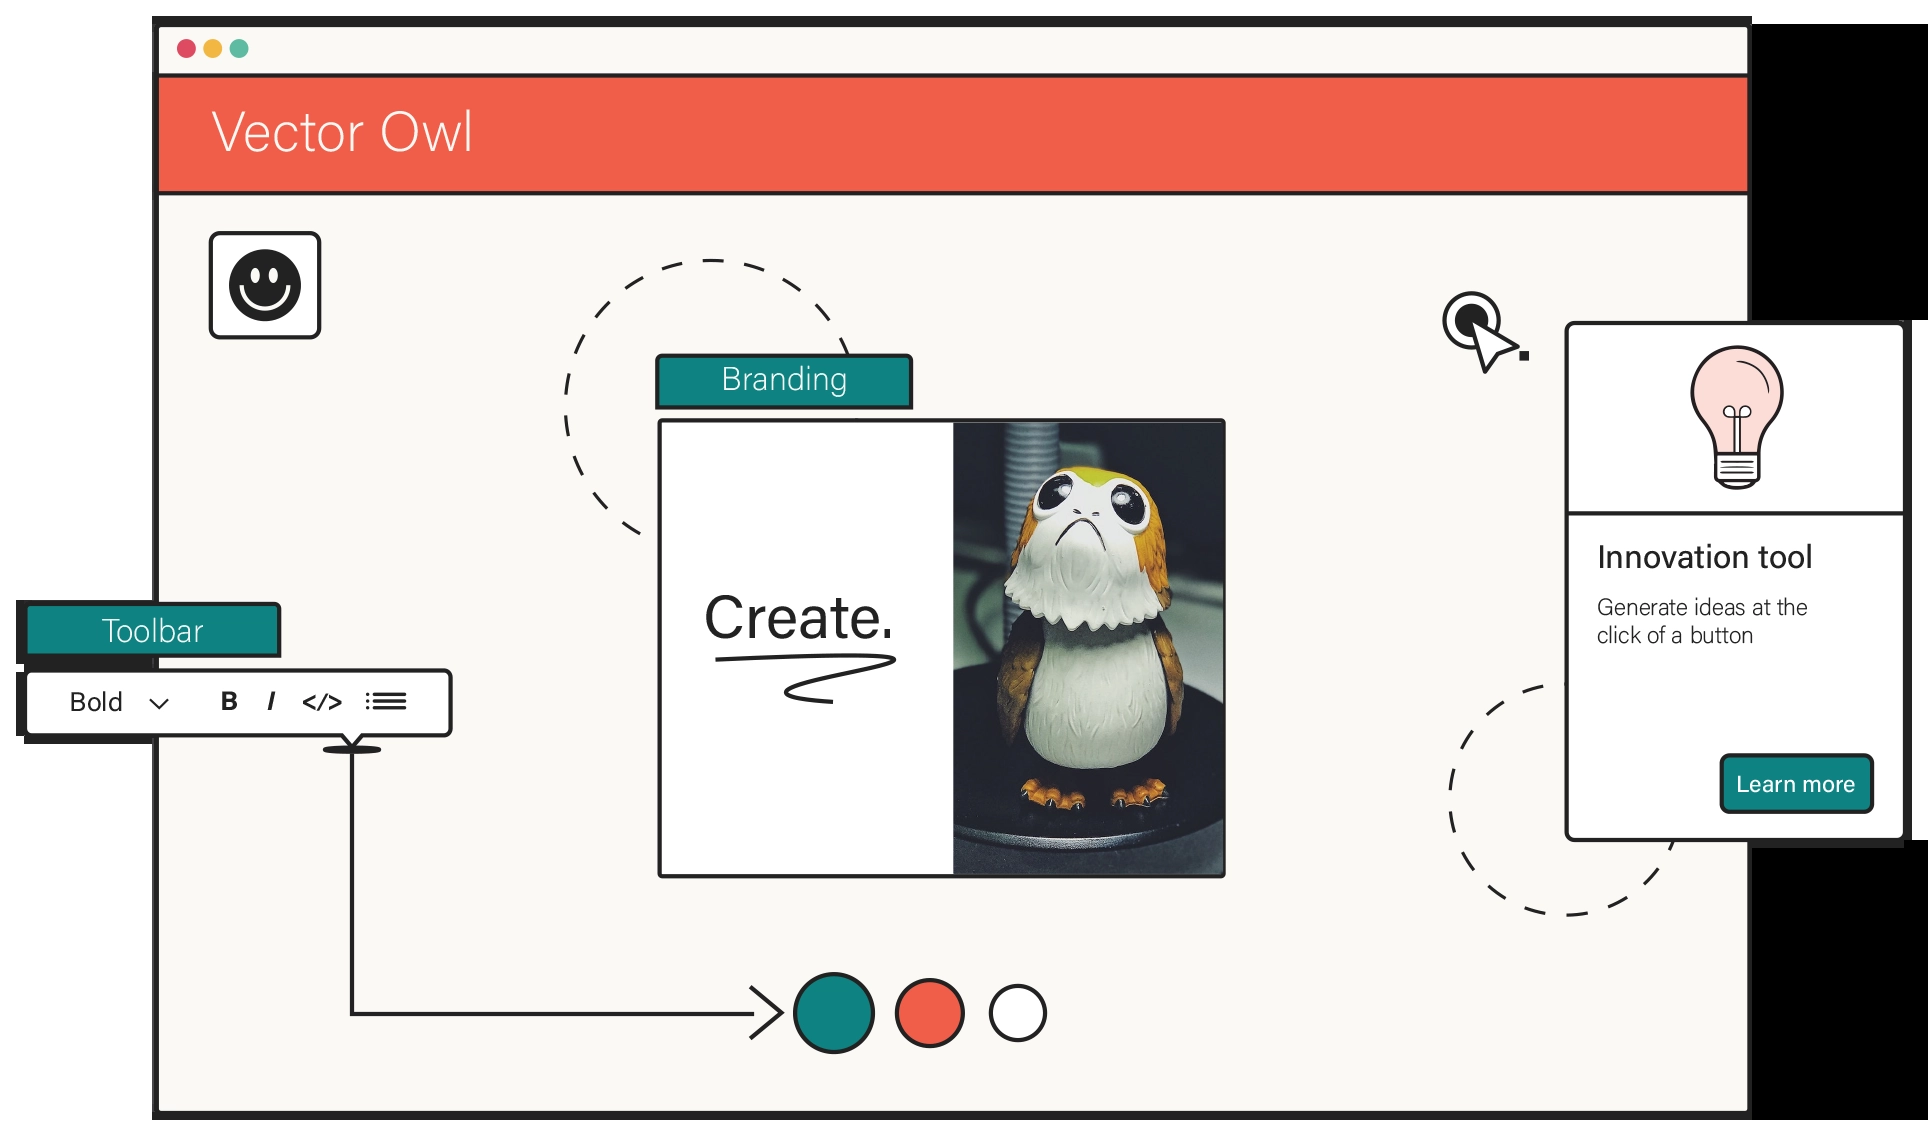 Vector Owl
Branding
Create.
Toolbar
Bold B I </>
Innovation tool
Generate ideas at the
click of a button
Learn more